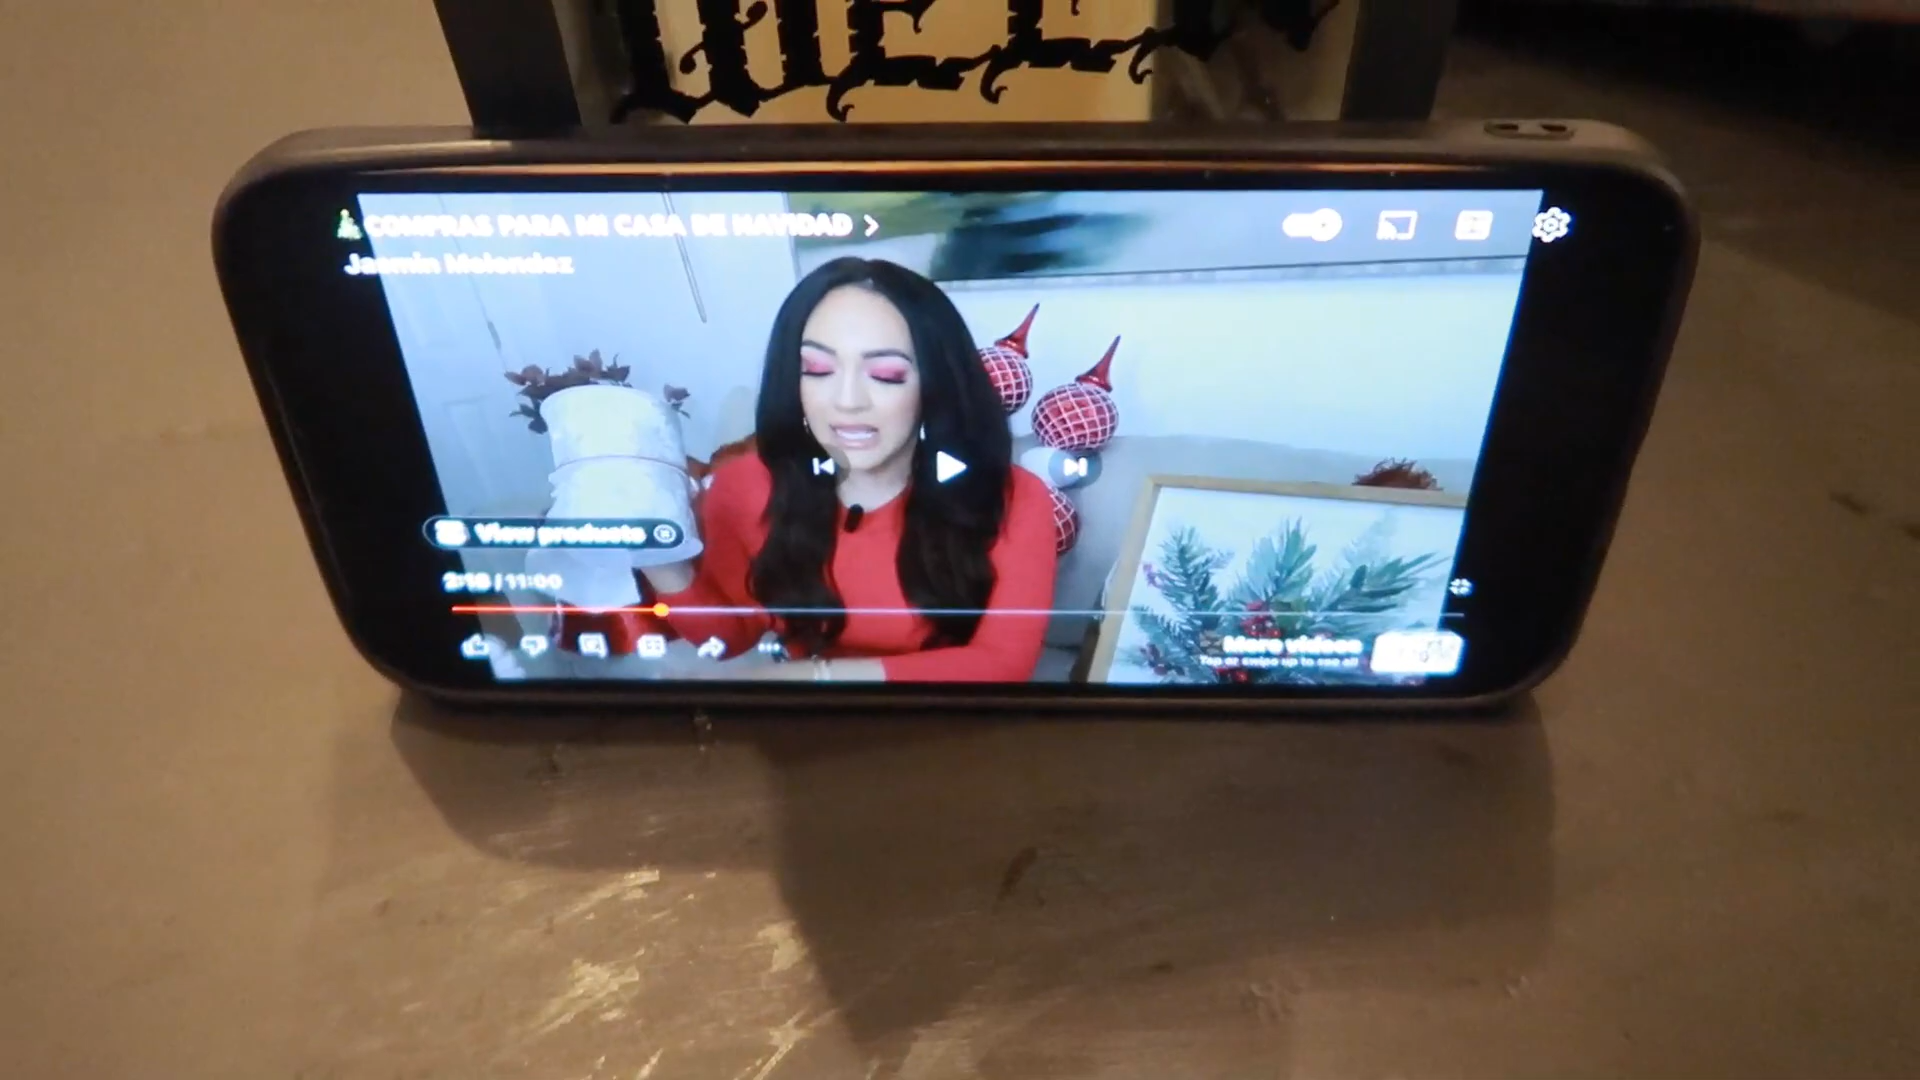 COMPRAS PARA MI CASA DE NAVIDAD
Jasmin Melendez
View products
2:18 / 11:00
More videos
Tap or swipe up to see all